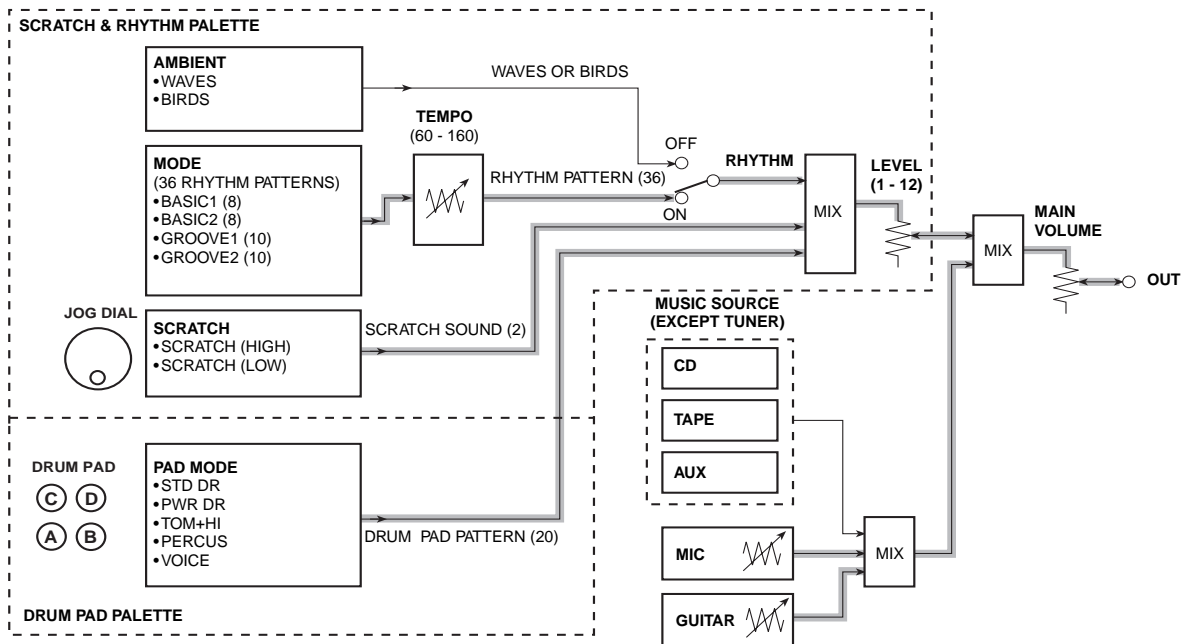 SCRATCH & RHYTHM PALETTE
AMBIENT
•WAVES
•BIRDS
WAVES OR BIRDS
TEMPO
(60 - 160)
MODE
(36 RHYTHM PATTERNS)
•BASIC1 (8)
•BASIC2 (8)
•GROOVE1 (10)
•GROOVE2 (10)
RHYTHM PATTERN (36)
OFF
ON
RHYTHM
MIX
LEVEL
(1 - 12)
MIX
MAIN
VOLUME
OUT
JOG DIAL
SCRATCH
•SCRATCH (HIGH)
•SCRATCH (LOW)
SCRATCH SOUND (2)
MUSIC SOURCE
(EXCEPT TUNER)
CD
TAPE
AUX
DRUM PAD
C D
A B
PAD MODE
•STD DR
•PWR DR
•TOM+HI
•PERCUS
•VOICE
DRUM PAD PATTERN (20)
MIC
GUITAR
MIX
DRUM PAD PALETTE